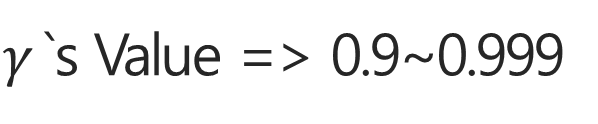 γ `s Value => 0.9~0.999